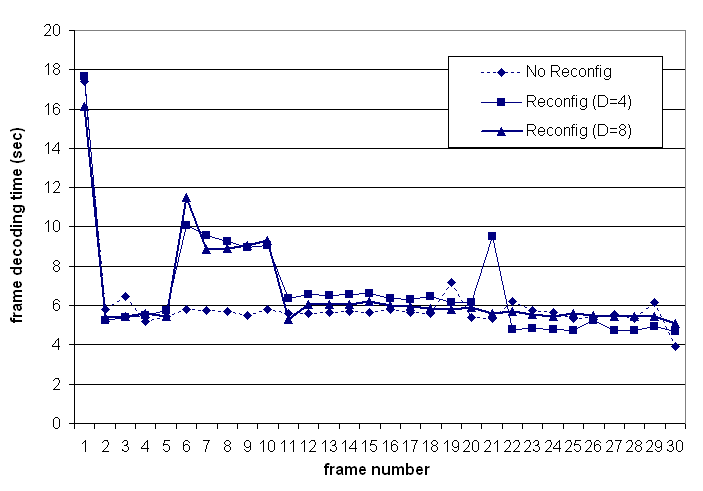 20
18
16
14
12
10
8
6
4
2
0
frame decoding time (sec)
No Reconfig
Reconfig (D=4)
Reconfig (D=8)
1 2 3 4 5 6 7 8 9 10 11 12 13 14 15 16 17 18 19 20 21 22 23 24 25 26 27 28 29 30
frame number